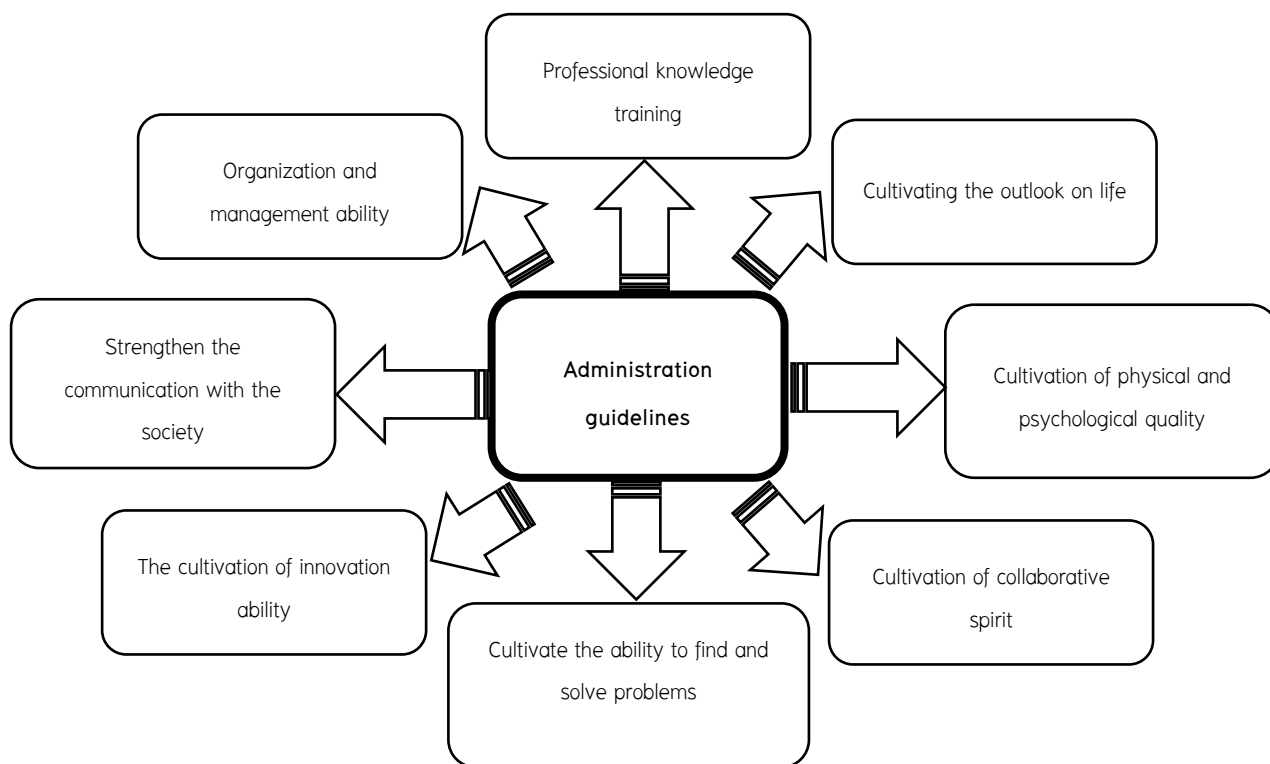 Professional knowledge
training
Organization and
management ability
Cultivating the outlook on life
Strengthen the
communication with the
society
Administration
guidelines
Cultivation of physical and
psychological quality
The cultivation of innovation
ability
Cultivation of collaborative
spirit
Cultivate the ability to find and
solve problems